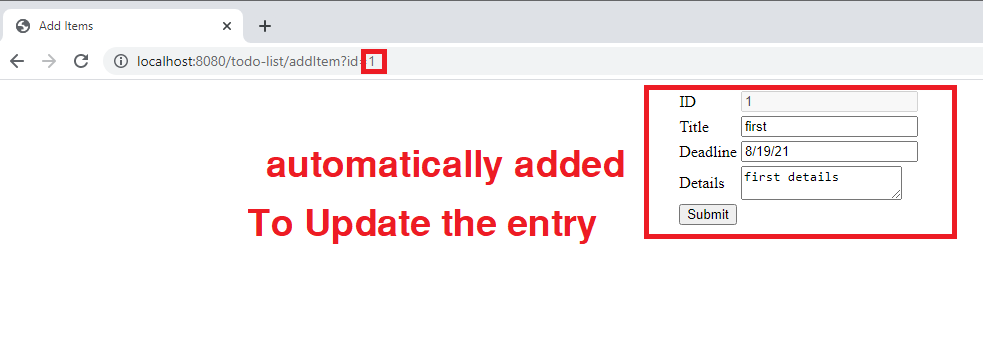 Add Items
localhost:8080/todo-list/addItem?id=1
ID 1
Title first
automatically added
Deadline 8/19/21
Details first details
To Update the entry
Submit